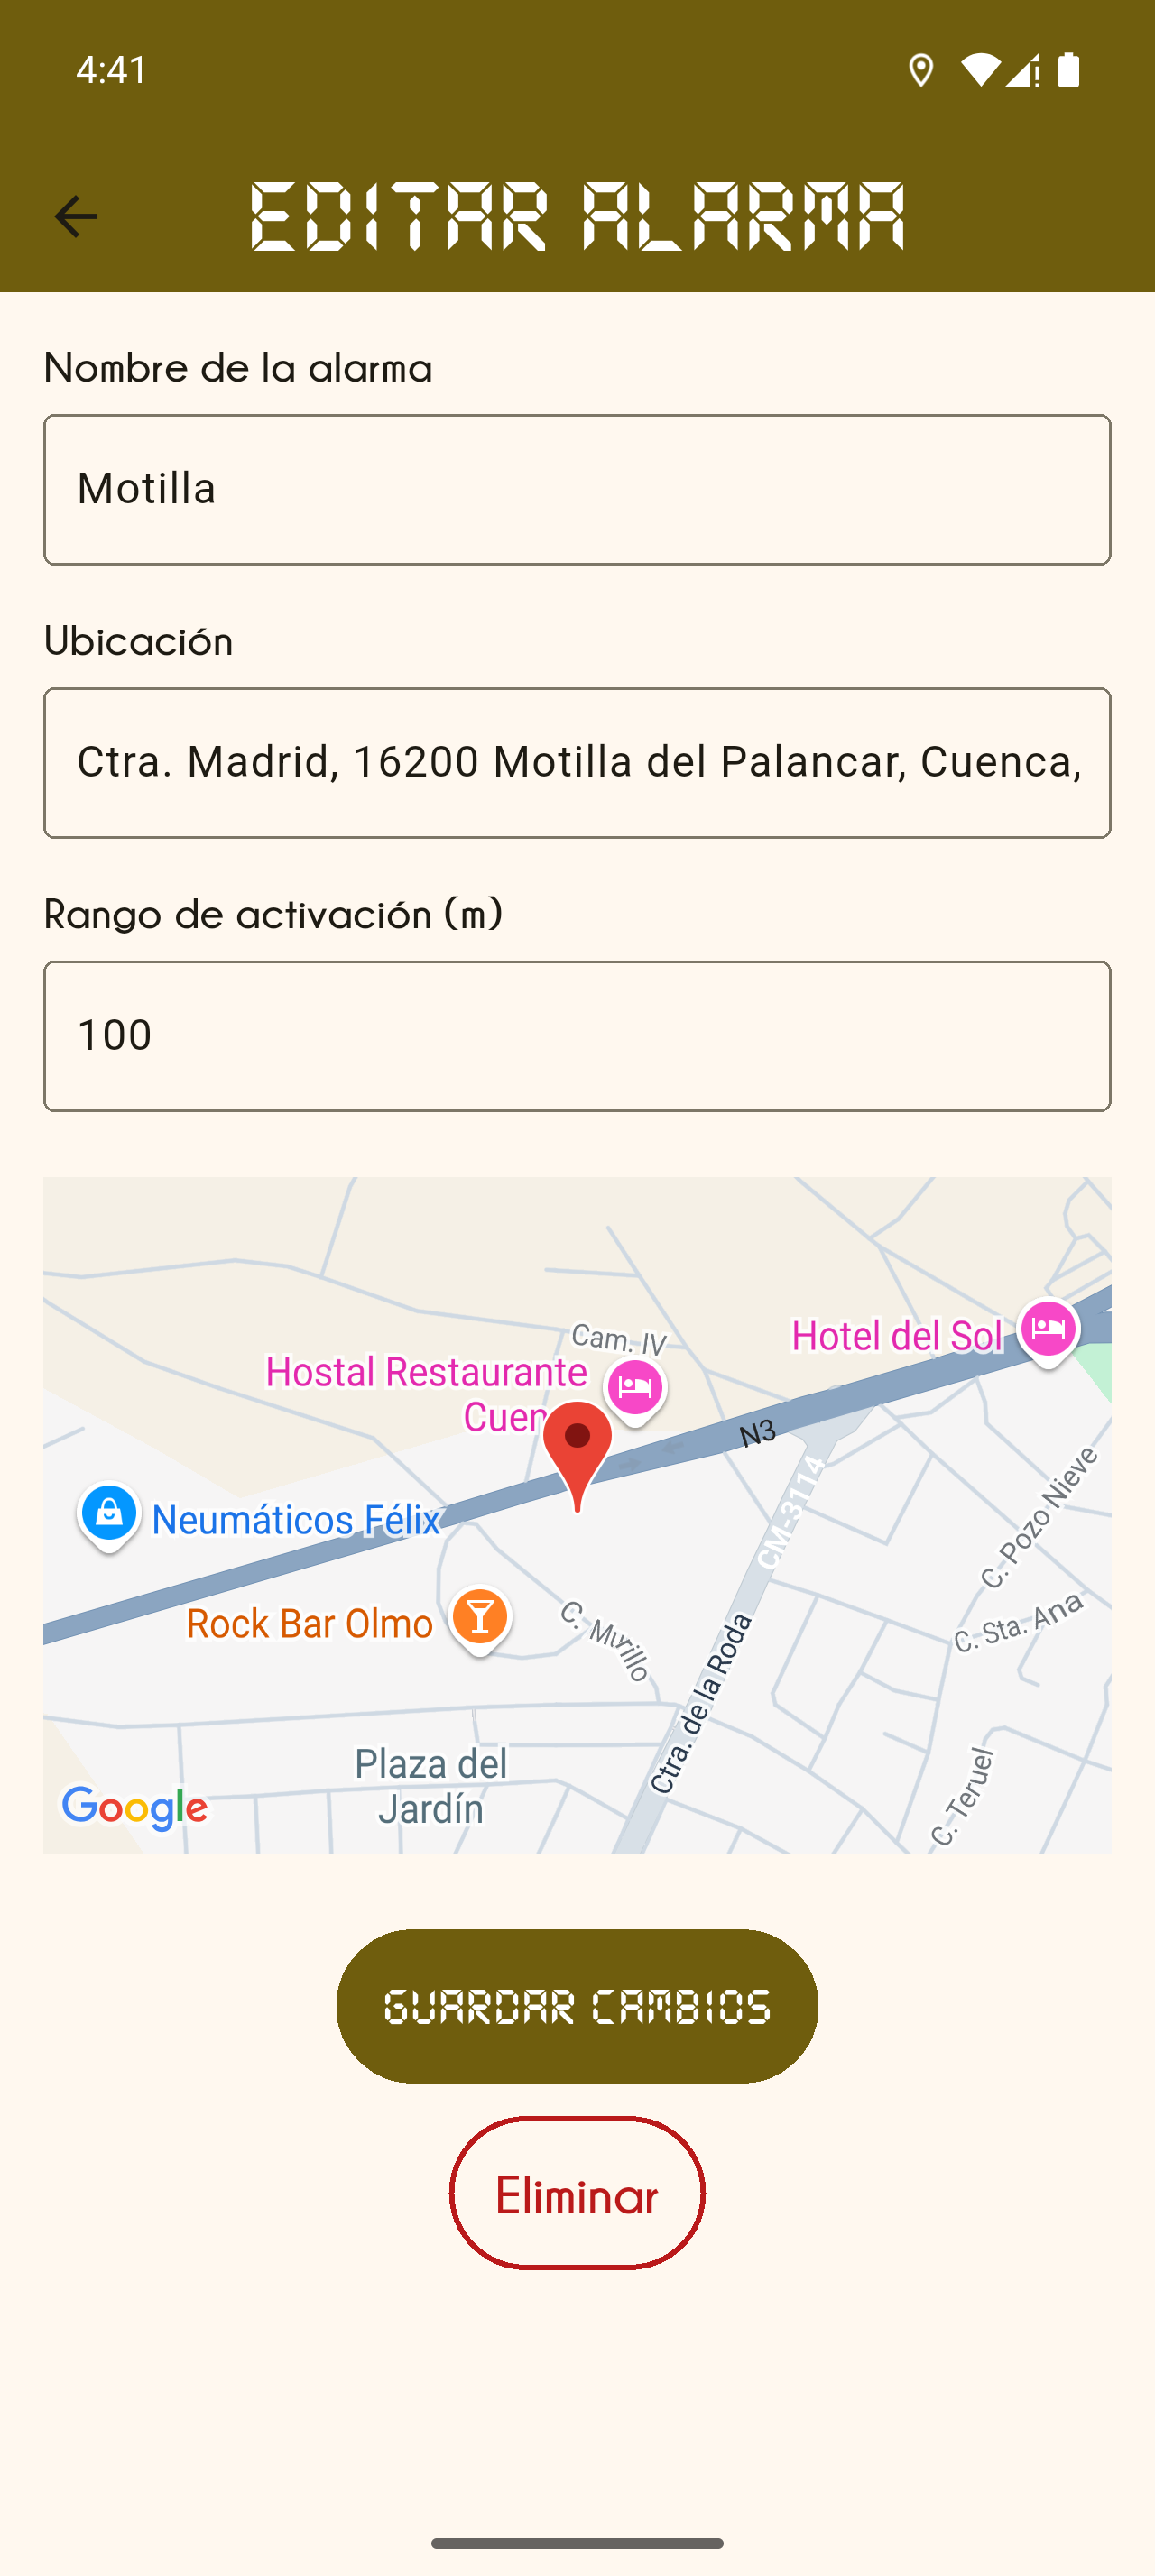 4:41
EDITAR ALARMA
Nombre de la alarma
Motilla
Ubicación
Ctra. Madrid, 16200 Motilla del Palancar, Cuenca,
Rango de activación (m)
100
Cam. IV
Hotel del Sol
Hostal Restaurante
N3
CM-3114
C. Pozo Nieve
Neumáticos Félix
Rock Bar Olmo
C. Murillo
C. Sta. Ana
Ctra. de la Roda
Plaza del
Jardín
C. Teruel
Google
GUARDAR CAMBIOS
Eliminar